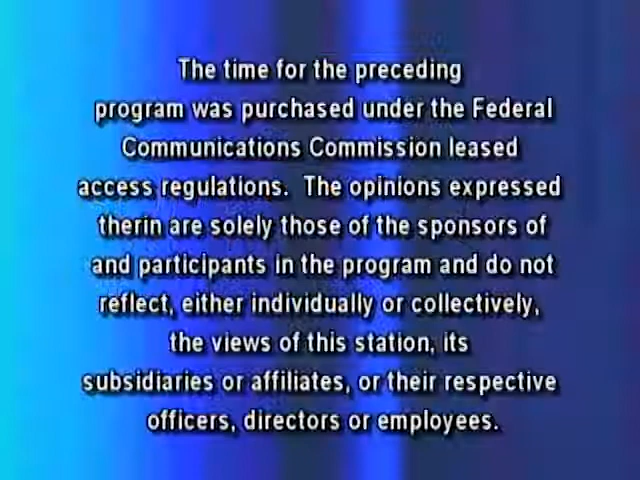 The time for the preceding
program was purchased under the Federal
Communications Commission leased
access regulations. The opinions expressed
therin are solely those of the sponsors of
and participants in the program and do not
reflect, either individually or collectively,
the views of this station, its
subsidiaries or affiliates, or their respective
officers, directors or employees.